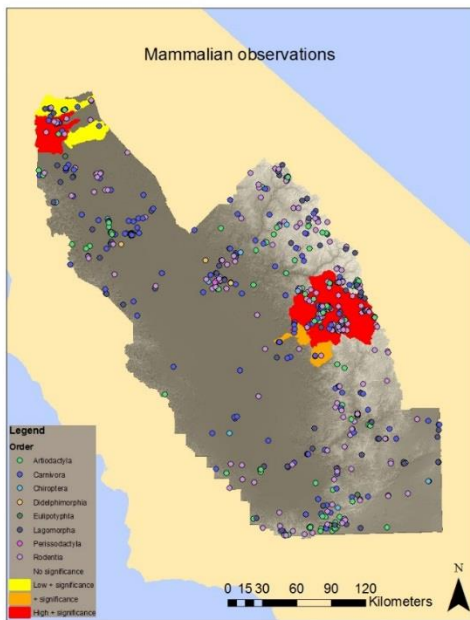 Mammalian observations
Legend
Order
Artiodactyla
Carnivora
Chiroptera
Didelphimorphia
Eulipotyphla
Lagomorpha
Perissodactyla
Rodentia
No significance
Low + significance
+ significance
High + significance
0 15 30 60 90 120
Kilometers
N